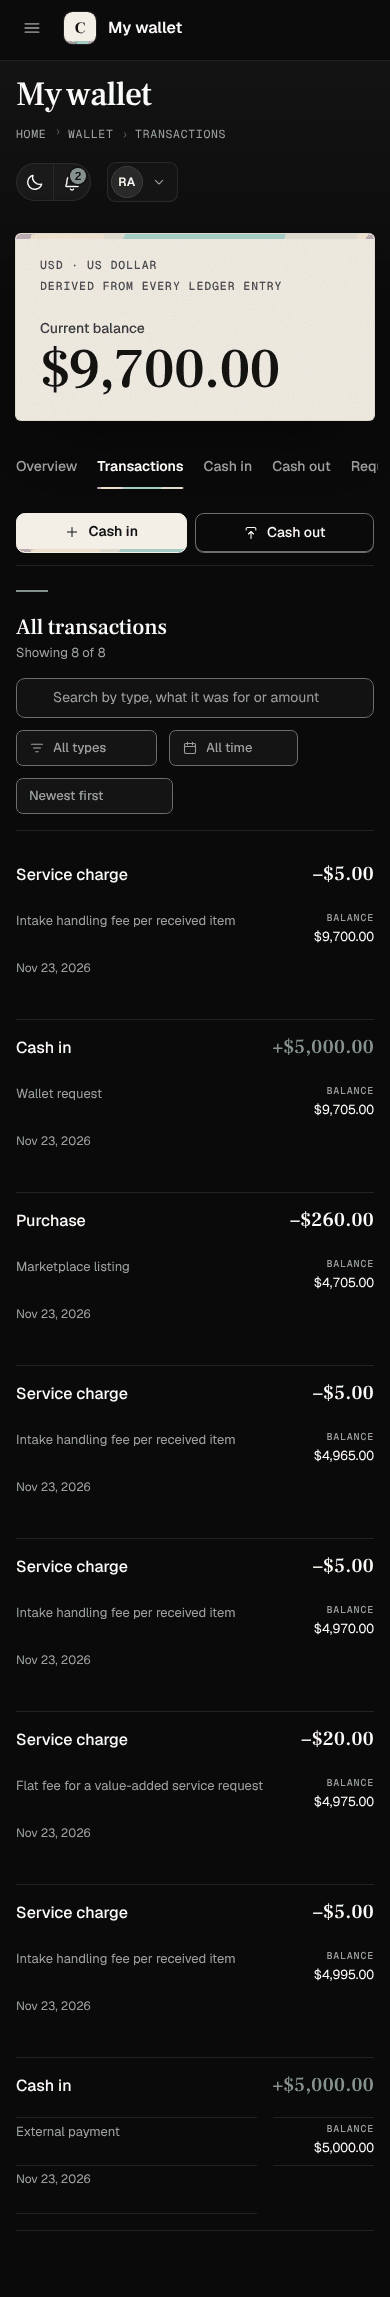 C My wallet
My wallet
HOME › WALLET › TRANSACTIONS
2
RA
USD · US DOLLAR
DERIVED FROM EVERY LEDGER ENTRY
Current balance
$9,700.00
Overview Transactions Cash in Cash out Requ
+ Cash in Cash out
All transactions
Showing 8 of 8
Search by type, what it was for or amount
All types All time
Newest first
Service charge –$5.00
Intake handling fee per received item BALANCE
$9,700.00
Nov 23, 2026
Cash in +$5,000.00
Wallet request BALANCE
$9,705.00
Nov 23, 2026
Purchase –$260.00
Marketplace listing BALANCE
$4,705.00
Nov 23, 2026
Service charge –$5.00
Intake handling fee per received item BALANCE
$4,965.00
Nov 23, 2026
Service charge –$5.00
Intake handling fee per received item BALANCE
$4,970.00
Nov 23, 2026
Service charge –$20.00
Flat fee for a value-added service request BALANCE
$4,975.00
Nov 23, 2026
Service charge –$5.00
Intake handling fee per received item BALANCE
$4,995.00
Nov 23, 2026
Cash in +$5,000.00
External payment BALANCE
$5,000.00
Nov 23, 2026